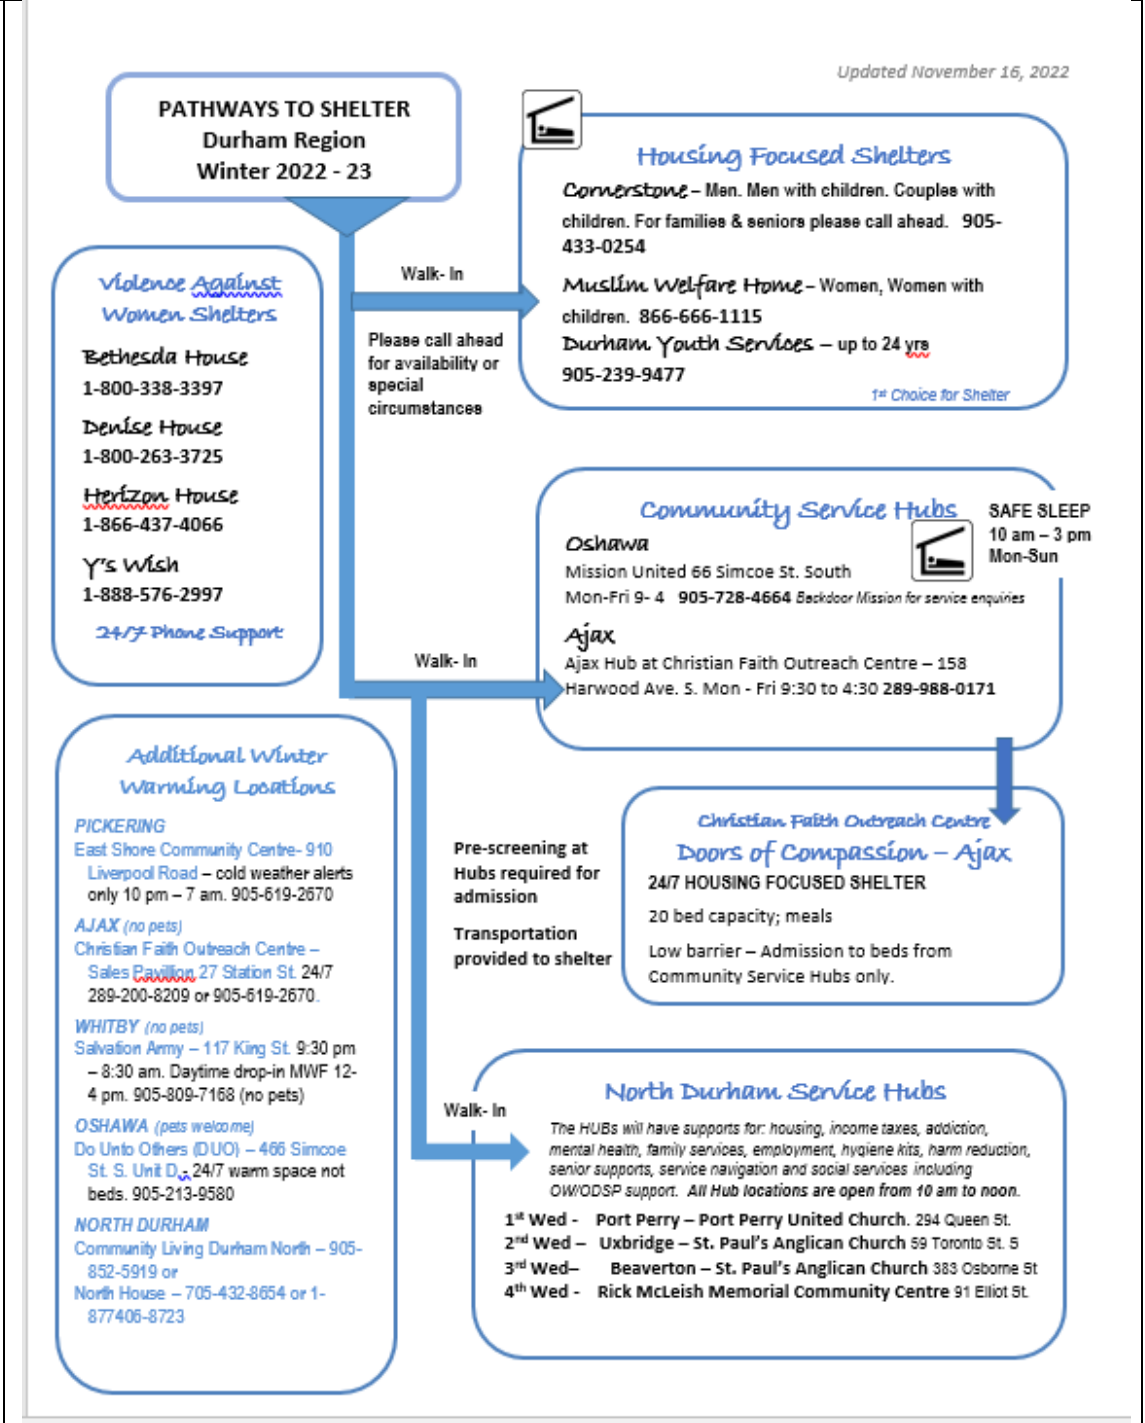 Updated November 16, 2022
PATHWAYS TO SHELTER
Durham Region
Winter 2022 - 23
Housing Focused Shelters
Cornerstone – Men. Men with children. Couples with
children. For families & seniors please call ahead. 905-
433-0254
Muslim Welfare Home – Women, Women with
children. 866-666-1115
Durham Youth Services – up to 24 yrs
905-239-9477
1st Choice for Shelter
Walk- In
Please call ahead
for availability or
special
circumstances
Violence Against
Women Shelters
Bethesda House
1-800-338-3397
Denise House
1-800-263-3725
Herizon House
1-866-437-4066
Y's Wish
1-888-576-2997
24/7 Phone Support
Community Service Hubs
SAFE SLEEP
10 am – 3 pm
Mon-Sun
Oshawa
Mission United 66 Simcoe St. South
Mon-Fri 9- 4 905-728-4664 Backdoor Mission for service enquiries
Ajax
Ajax Hub at Christian Faith Outreach Centre – 158
Harwood Ave. S. Mon - Fri 9:30 to 4:30 289-988-0171
Walk- In
Additional Winter
Warming Locations
PICKERING
East Shore Community Centre- 910
Liverpool Road – cold weather alerts
only 10 pm – 7 am. 905-619-2670
AJAX (no pets)
Christian Faith Outreach Centre –
Sales Pavillion 27 Station St. 24/7
289-200-8209 or 905-619-2670.
WHITBY (no pets)
Salvation Army – 117 King St. 9:30 pm
– 8:30 am. Daytime drop-in MWF 12-
4 pm. 905-809-7168 (no pets)
OSHAWA (pets welcome)
Do Unto Others (DUO) – 466 Simcoe
St. S. Unit D - 24/7 warm space not
beds. 905-213-9580
NORTH DURHAM
Community Living Durham North – 905-
852-5919 or
North House – 705-432-8654 or 1-
877406-8723
Pre-screening at
Hubs required for
admission
Transportation
provided to shelter
Christian Faith Outreach Centre
Doors of Compassion – Ajax
24/7 HOUSING FOCUSED SHELTER
20 bed capacity; meals
Low barrier – Admission to beds from
Community Service Hubs only.
Walk- In
North Durham Service Hubs
The HUBs will have supports for: housing, income taxes, addiction,
mental health, family services, employment, hygiene kits, harm reduction,
senior supports, service navigation and social services including
OW/ODSP support. All Hub locations are open from 10 am to noon.
1st Wed - Port Perry – Port Perry United Church. 294 Queen St.
2nd Wed – Uxbridge – St. Paul's Anglican Church 59 Toronto St. S
3rd Wed– Beaverton – St. Paul's Anglican Church 383 Osborne St
4th Wed - Rick McLeish Memorial Community Centre 91 Elliot St.